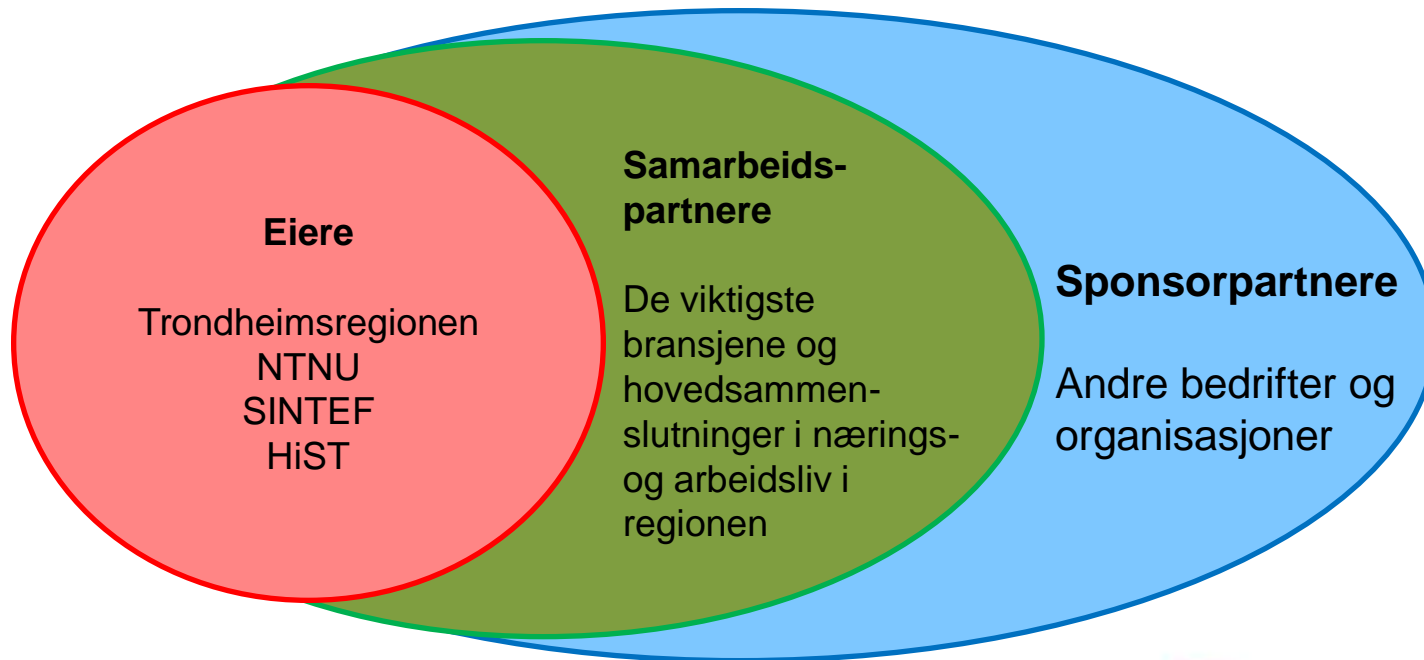 Eiere
Trondheimsregionen
NTNU
SINTEF
HiST
Samarbeids-
partnere
De viktigste
bransjene og
hovedsammen-
slutninger i nærings-
og arbeidsliv i
regionen
Sponsorpartnere
Andre bedrifter og
organisasjoner